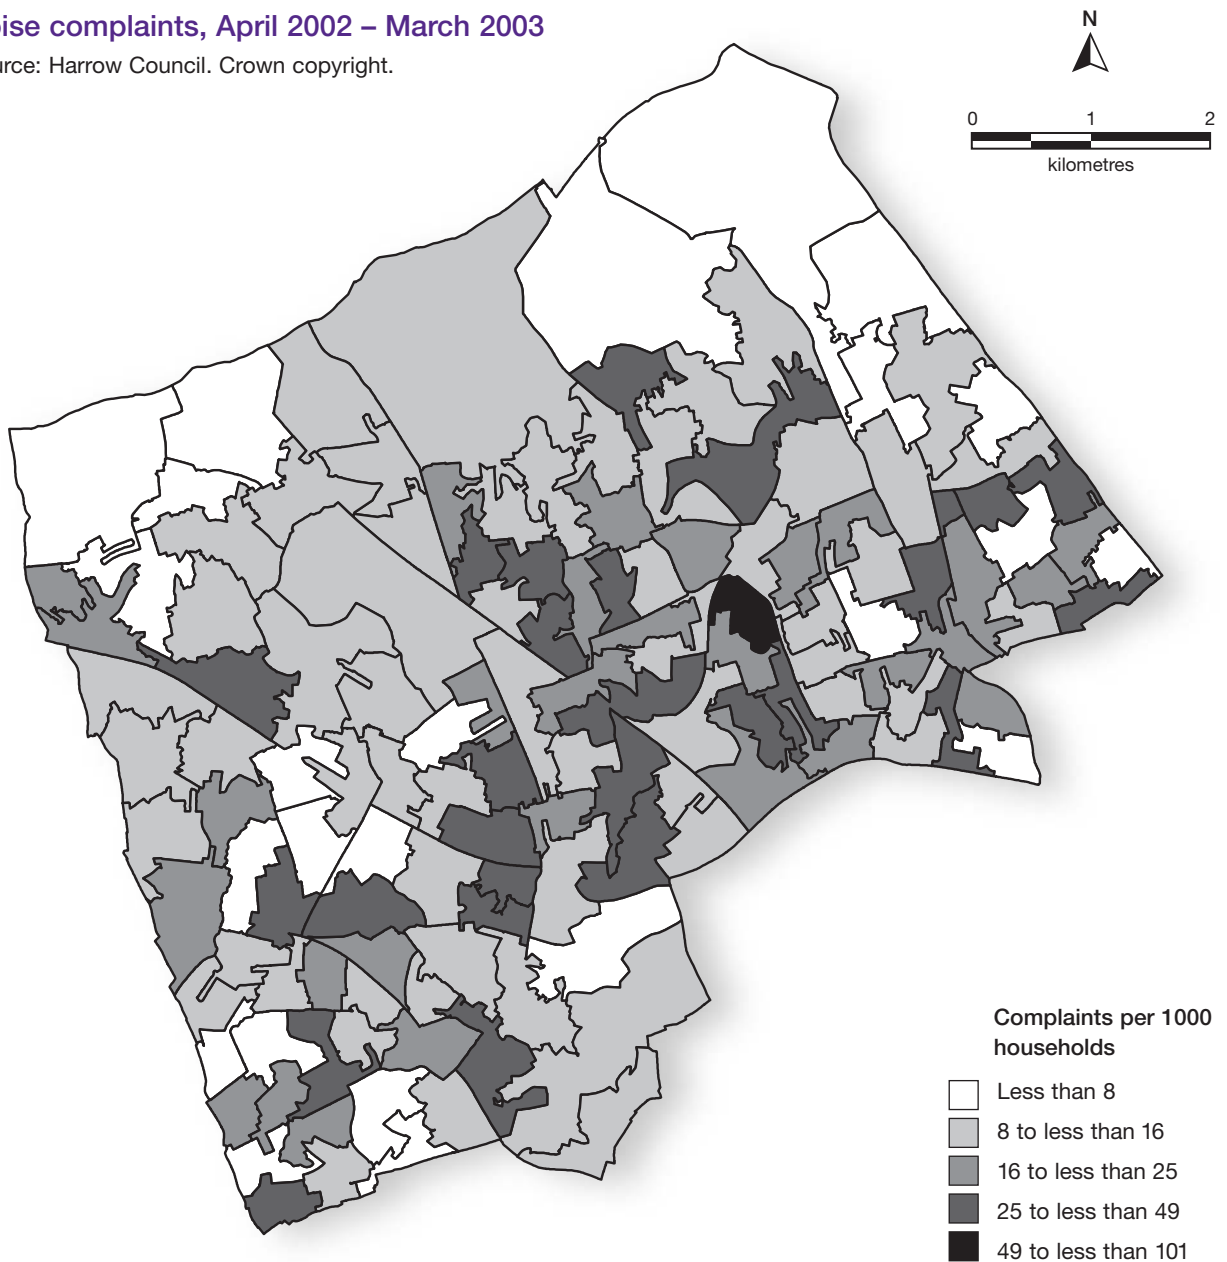 oise complaints, April 2002 – March 2003
urce: Harrow Council. Crown copyright.
N
0 1 2
kilometres
Complaints per 1000
households
Less than 8
8 to less than 16
16 to less than 25
25 to less than 49
49 to less than 101